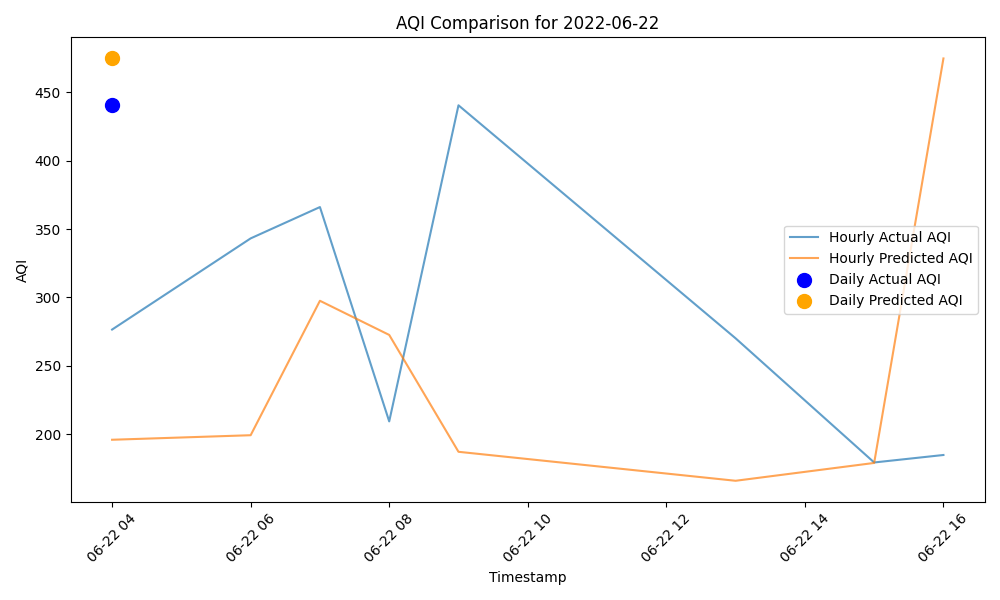 AQI Comparison for 2022-06-22
AQI
450
400
350
300
250
200
Hourly Actual AQI
Hourly Predicted AQI
Daily Actual AQI
Daily Predicted AQI
06-22 04
06-22 06
06-22 08
06-22 10
06-22 12
06-22 14
06-22 16
Timestamp